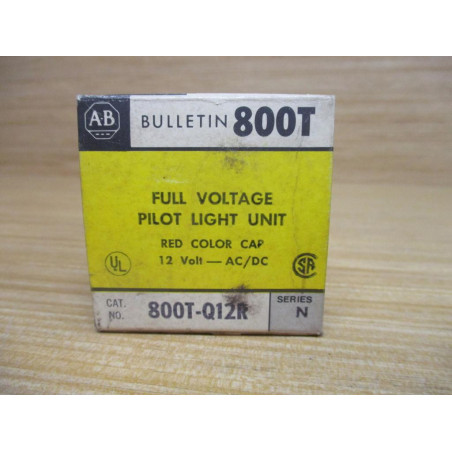 A-B BULLETIN 800T
FULL VOLTAGE
PILOT LIGHT UNIT
RED COLOR CAP
12 Volt — AC/DC
UL SA
CAT. NO. 800T-Q12R SERIES N